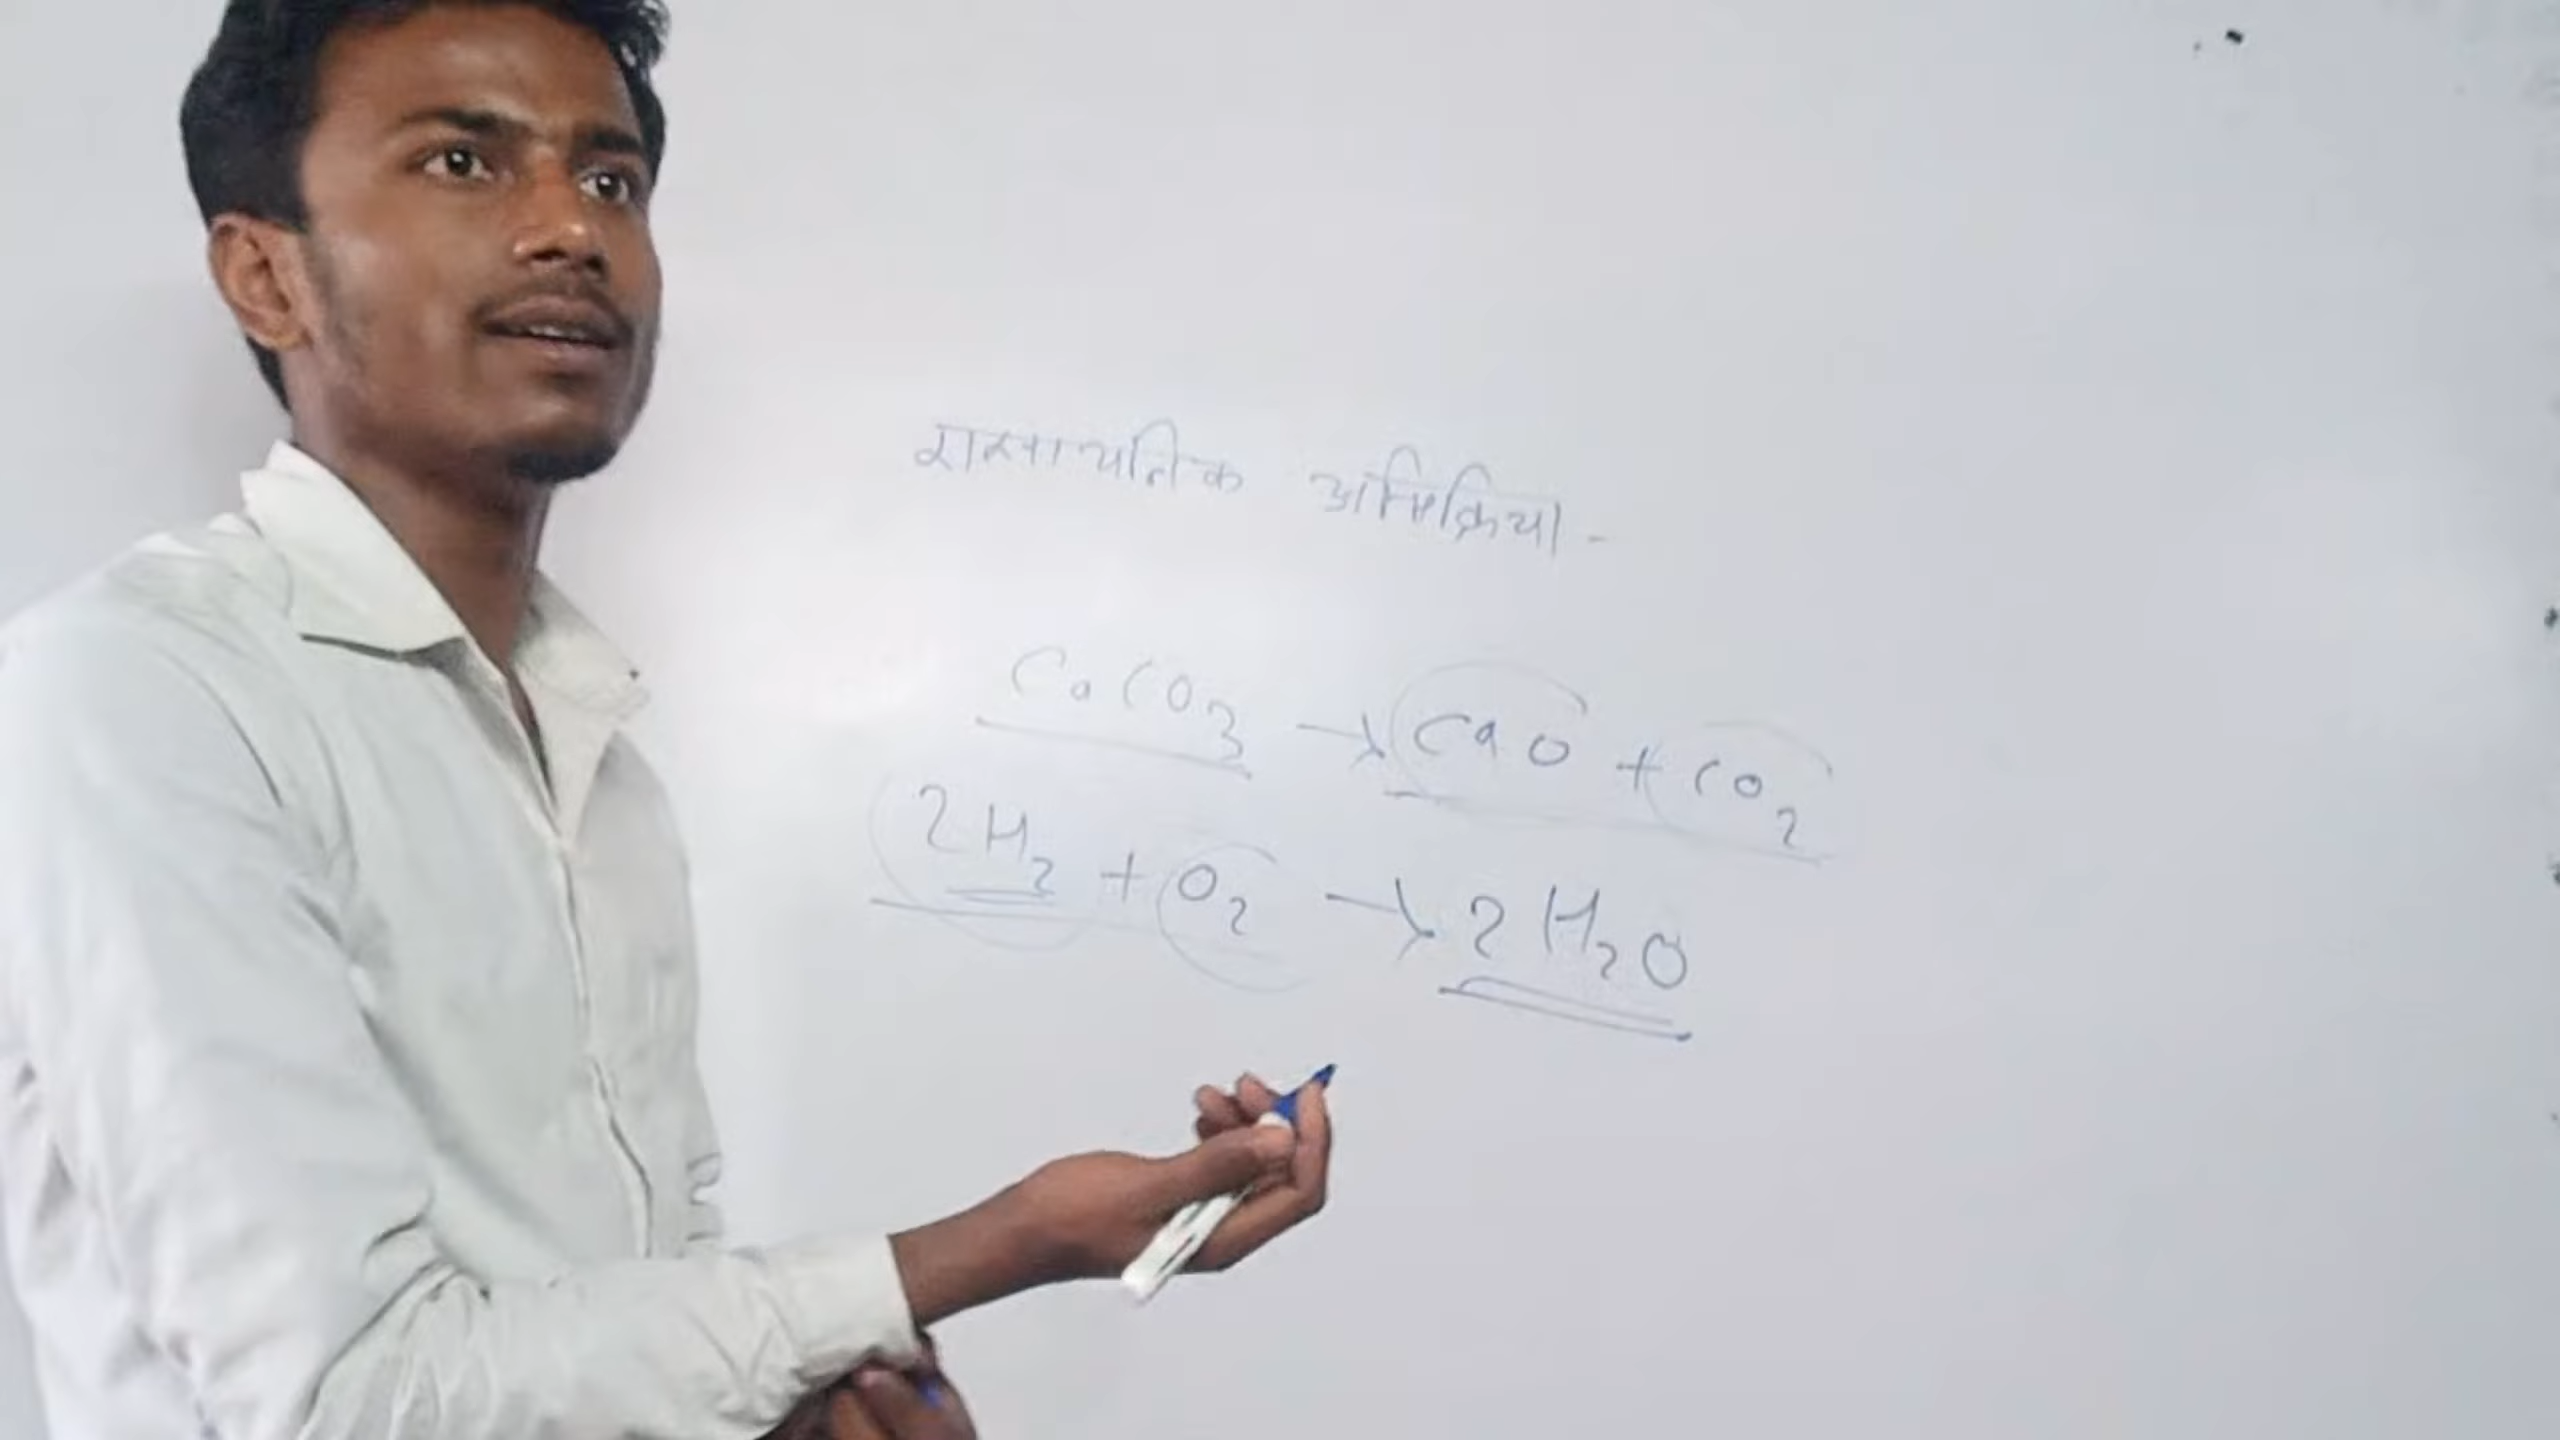 रासायनिक अभिक्रिया -
CaCO₃ → CaO + CO₂
2H₂ + O₂ → 2H₂O